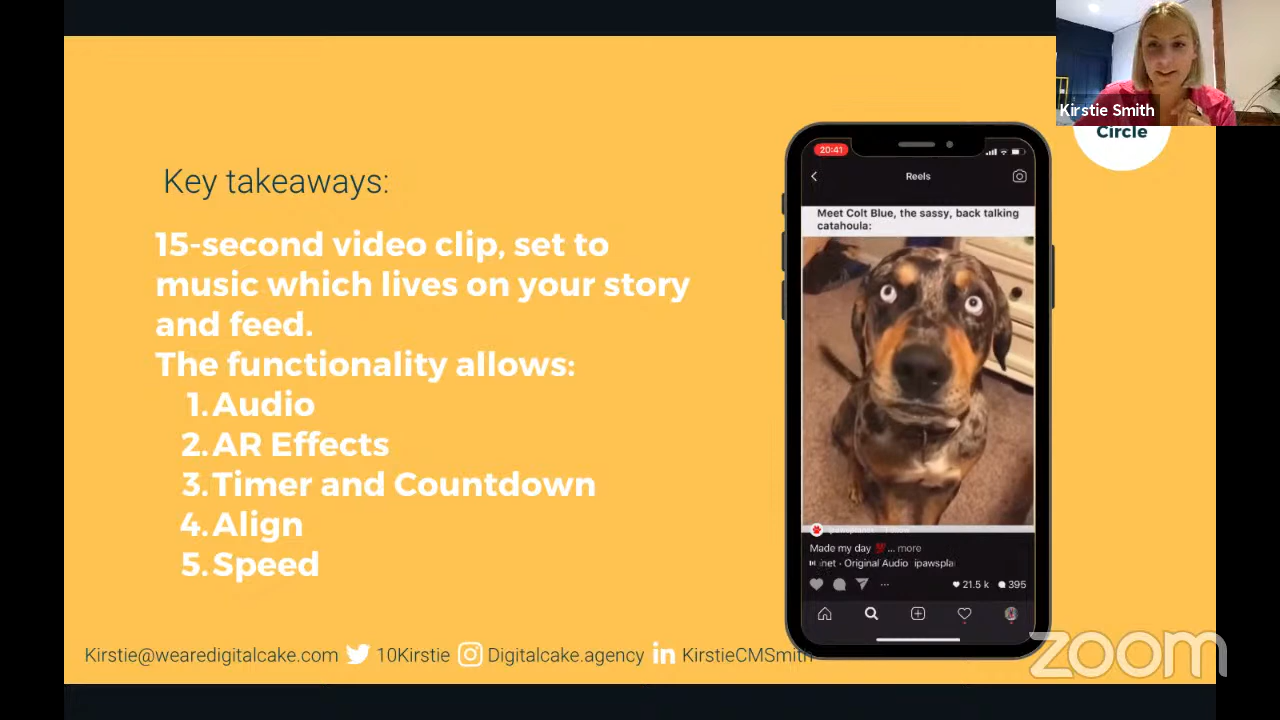 Kirstie Smith
Circle
Key takeaways:
15-second video clip, set to
music which lives on your story
and feed.
The functionality allows:
1. Audio
2. AR Effects
3. Timer and Countdown
4. Align
5. Speed
20:41
Reels
Meet Colt Blue, the sassy, back talking
catahoula:
Made my day 💯... more
inet · Original Audio ipawspla
21.5 k 395
Kirstie@wearedigitalcake.com 10Kirstie Digitalcake.agency in KirstieCMSmith
zoom